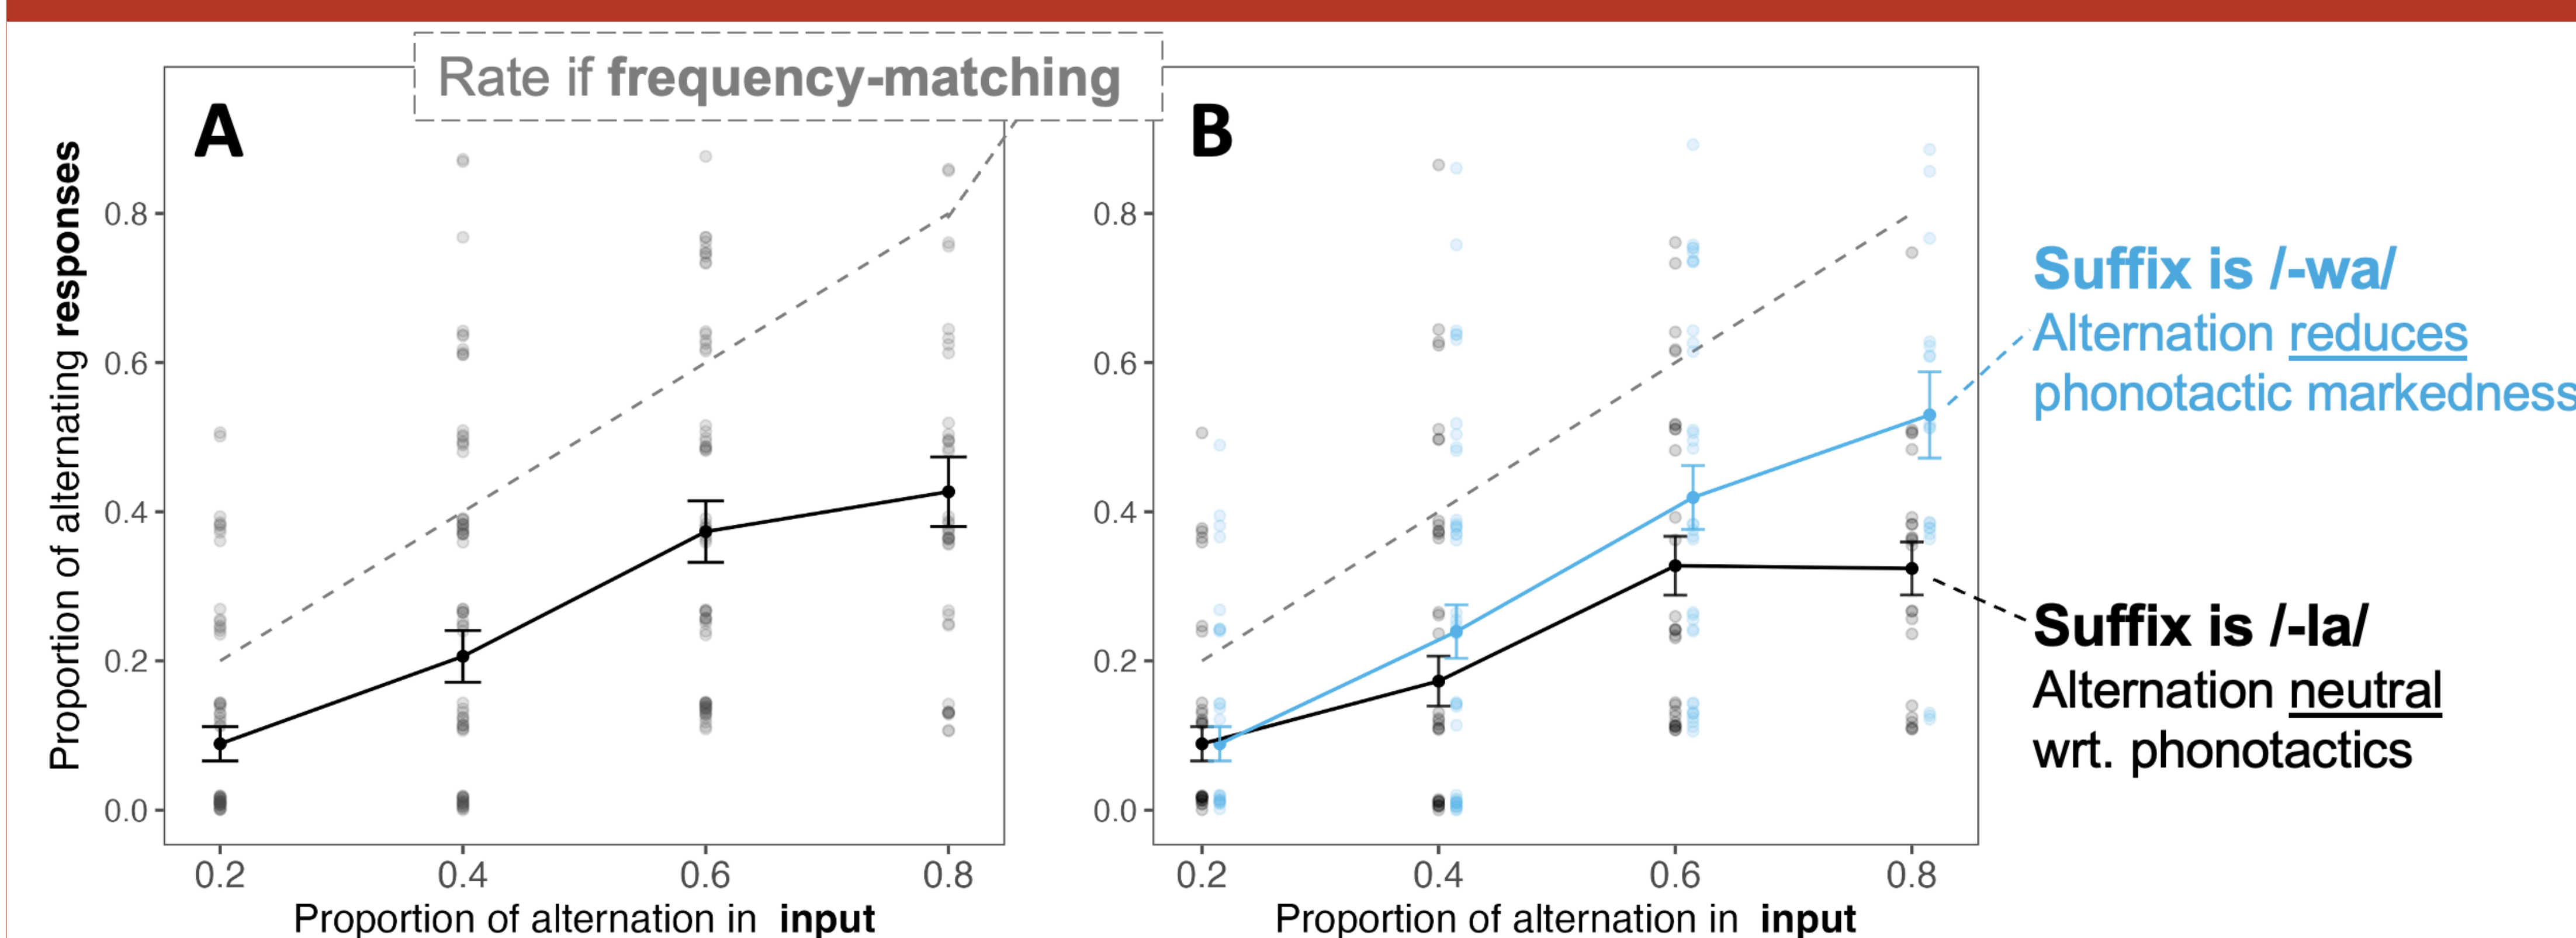 Rate if frequency-matching
A
Proportion of alternating responses
0.8
0.6
0.4
0.2
0.0
0.2 0.4 0.6 0.8
Proportion of alternation in input
B
0.8
0.6
0.4
0.2
0.0
0.2 0.4 0.6 0.8
Proportion of alternation in input
Suffix is /-wa/
Alternation reduces
phonotactic markedness
Suffix is /-la/
Alternation neutral
wrt. phonotactics